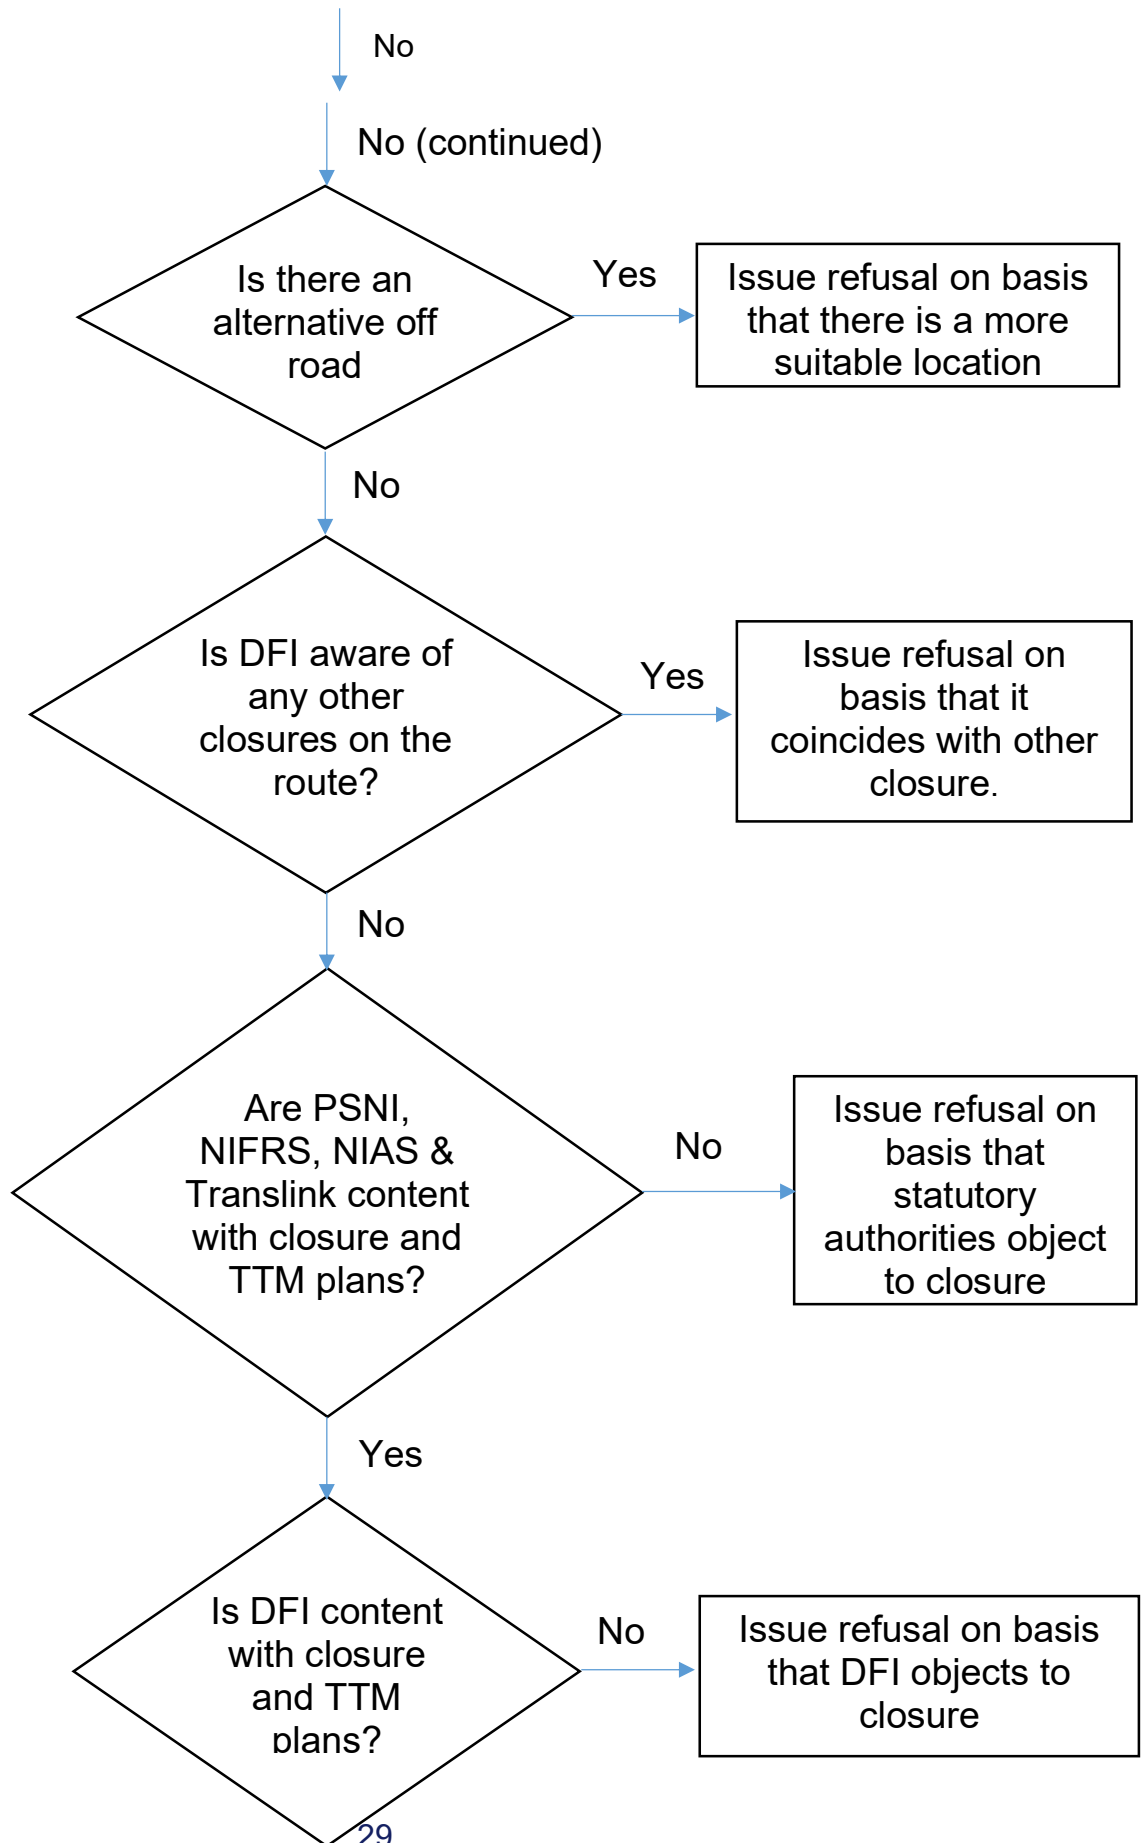 No
No (continued)
Is there an
alternative off
road
Yes
Issue refusal on basis
that there is a more
suitable location
No
Is DFI aware of
any other
closures on the
route?
Yes
Issue refusal on
basis that it
coincides with other
closure.
No
Are PSNI,
NIFRS, NIAS &
Translink content
with closure and
TTM plans?
No
Issue refusal on
basis that
statutory
authorities object
to closure
Yes
Is DFI content
with closure
and TTM
plans?
No
Issue refusal on basis
that DFI objects to
closure
29